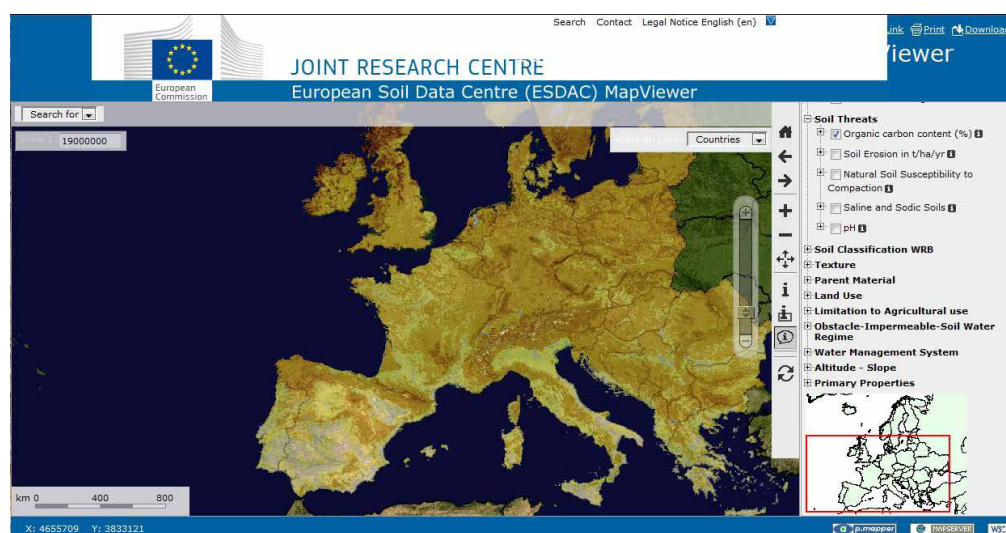 Search Contact Legal Notice English (en)
Print Download
iewer
European
Commission
JOINT RESEARCH CENTRE
European Soil Data Centre (ESDAC) MapViewer
Search for
19000000
Countries
Soil Threats
Organic carbon content (%)
Soil Erosion in t/ha/yr
Natural Soil Susceptibility to
Compaction
Saline and Sodic Soils
pH
Soil Classification WRB
Texture
Parent Material
Land Use
Limitation to Agricultural use
Obstacle-Impermeable-Soil Water
Regime
Water Management System
Altitude - Slope
Primary Properties
km 0 400 800
X: 4655709 Y: 3833121
p.mapper MAPSERVER W3C